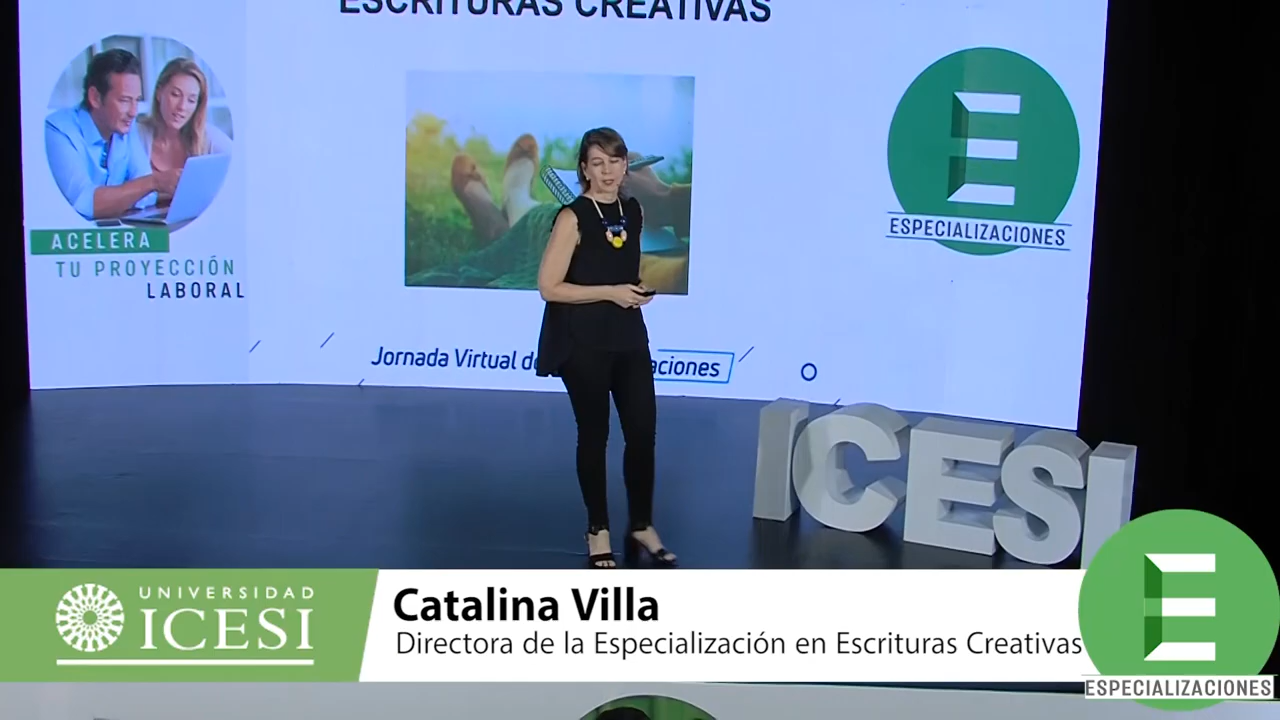 ESCRITURAS CREATIVAS
ACELERA
TU PROYECCIÓN
LABORAL
E
ESPECIALIZACIONES
Jornada Virtual de
aciones
ICESI
UNIVERSIDAD
ICESI
Catalina Villa
Directora de la Especialización en Escrituras Creativas
E
ESPECIALIZACIONES